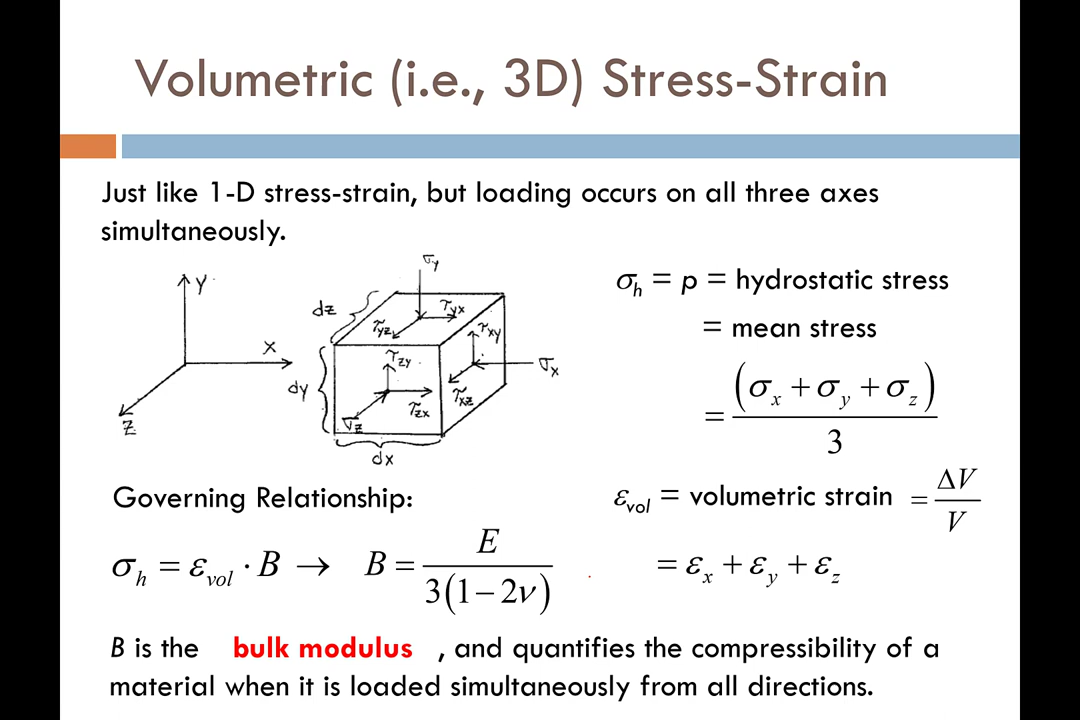 Volumetric (i.e., 3D) Stress-Strain
Just like 1-D stress-strain, but loading occurs on all three axes
simultaneously.
Y
X
Z
dz
dy
dx
σy
τyx
τyz
τxy
σx
τxz
τzy
τzx
σz
σh = p = hydrostatic stress
= mean stress
= (σx + σy + σz) / 3
Governing Relationship:
σh = εvol · B → B = E / 3(1 − 2ν)
εvol = volumetric strain = ΔV / V
= εx + εy + εz
B is the bulk modulus , and quantifies the compressibility of a
material when it is loaded simultaneously from all directions.